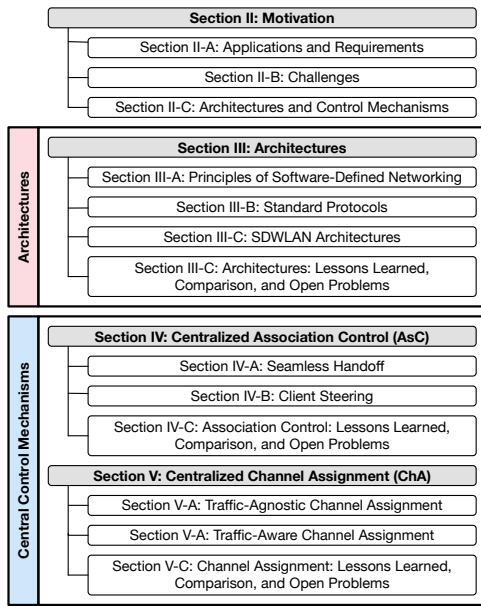 Section II: Motivation
Section II-A: Applications and Requirements
Section II-B: Challenges
Section II-C: Architectures and Control Mechanisms
Architectures
Section III: Architectures
Section III-A: Principles of Software-Defined Networking
Section III-B: Standard Protocols
Section III-C: SDWLAN Architectures
Section III-C: Architectures: Lessons Learned,
Comparison, and Open Problems
Central Control Mechanisms
Section IV: Centralized Association Control (AsC)
Section IV-A: Seamless Handoff
Section IV-B: Client Steering
Section IV-C: Association Control: Lessons Learned,
Comparison, and Open Problems
Section V: Centralized Channel Assignment (ChA)
Section V-A: Traffic-Agnostic Channel Assignment
Section V-A: Traffic-Aware Channel Assignment
Section V-C: Channel Assignment: Lessons Learned,
Comparison, and Open Problems